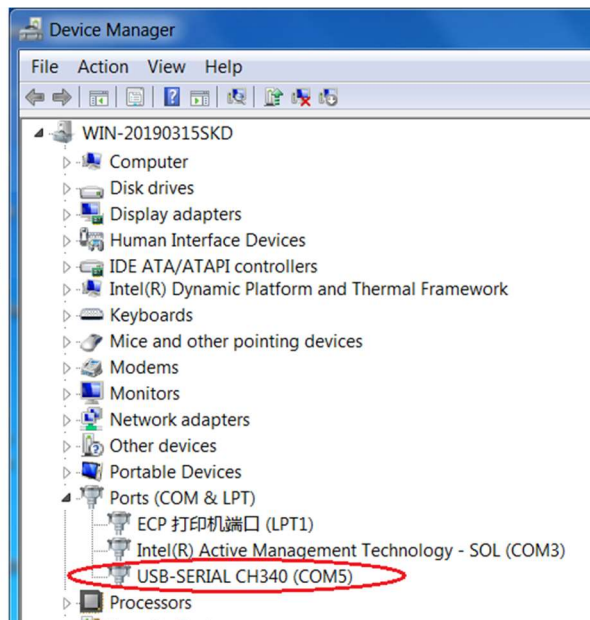 Device Manager
File Action View Help
WIN-20190315SKD
Computer
Disk drives
Display adapters
Human Interface Devices
IDE ATA/ATAPI controllers
Intel(R) Dynamic Platform and Thermal Framework
Keyboards
Mice and other pointing devices
Modems
Monitors
Network adapters
Other devices
Portable Devices
Ports (COM & LPT)
ECP 打印机端口 (LPT1)
Intel(R) Active Management Technology - SOL (COM3)
USB-SERIAL CH340 (COM5)
Processors